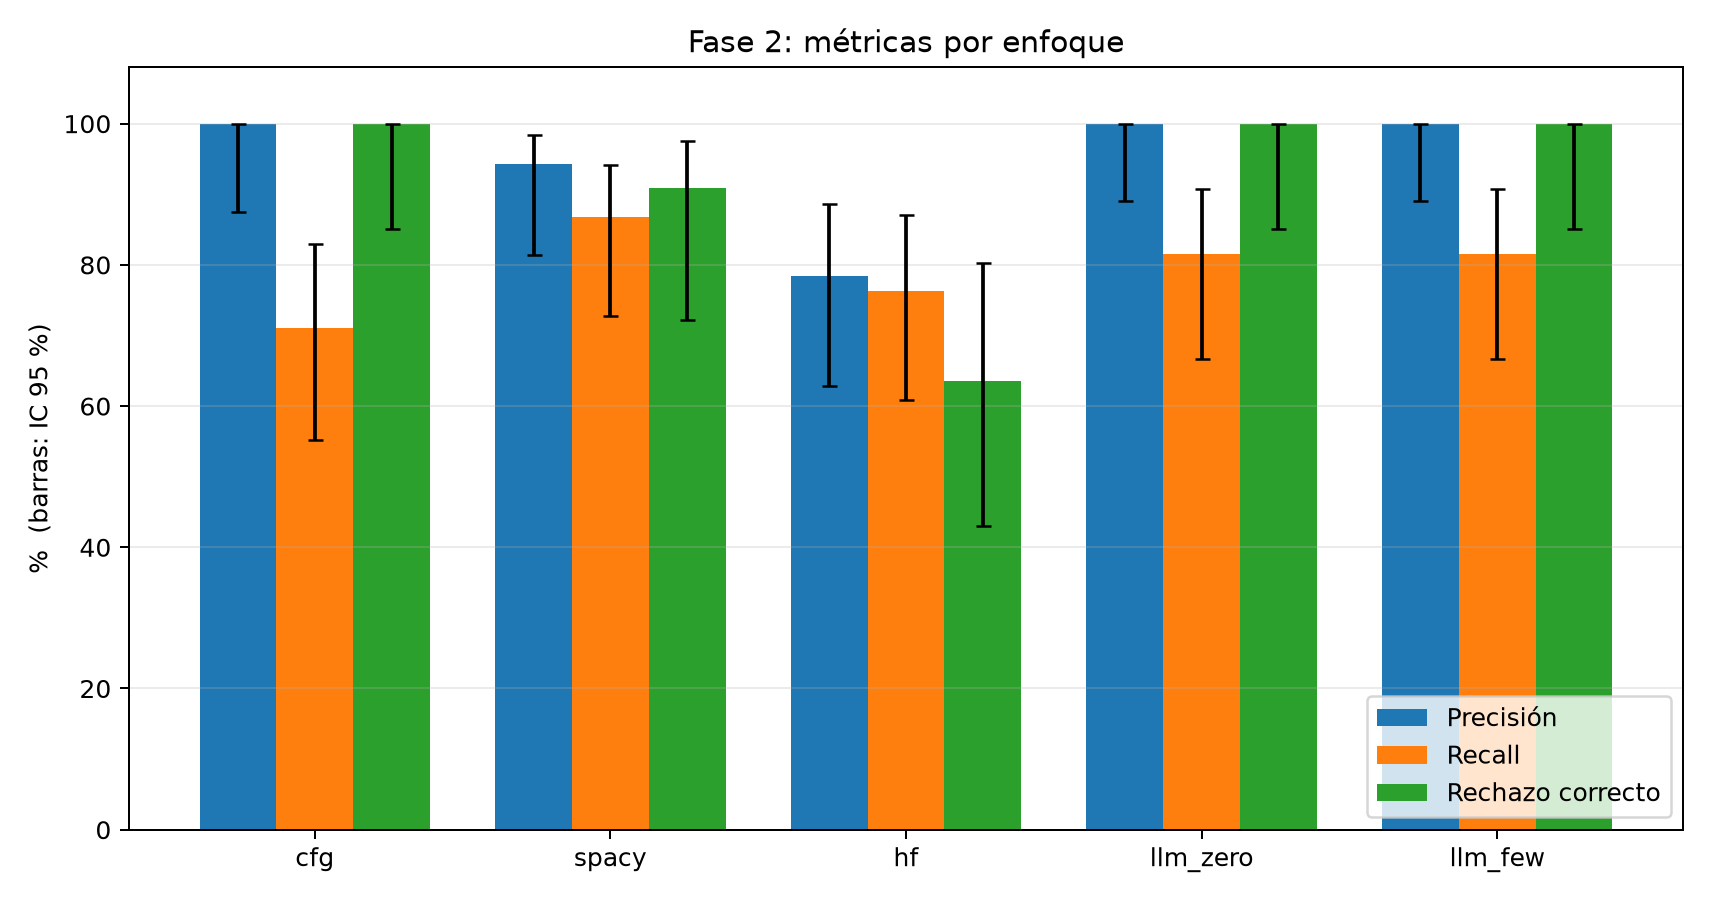 Fase 2: métricas por enfoque
% (barras: IC 95 %)
100
80
60
40
20
0
cfg
spacy
hf
llm_zero
llm_few
Precisión
Recall
Rechazo correcto